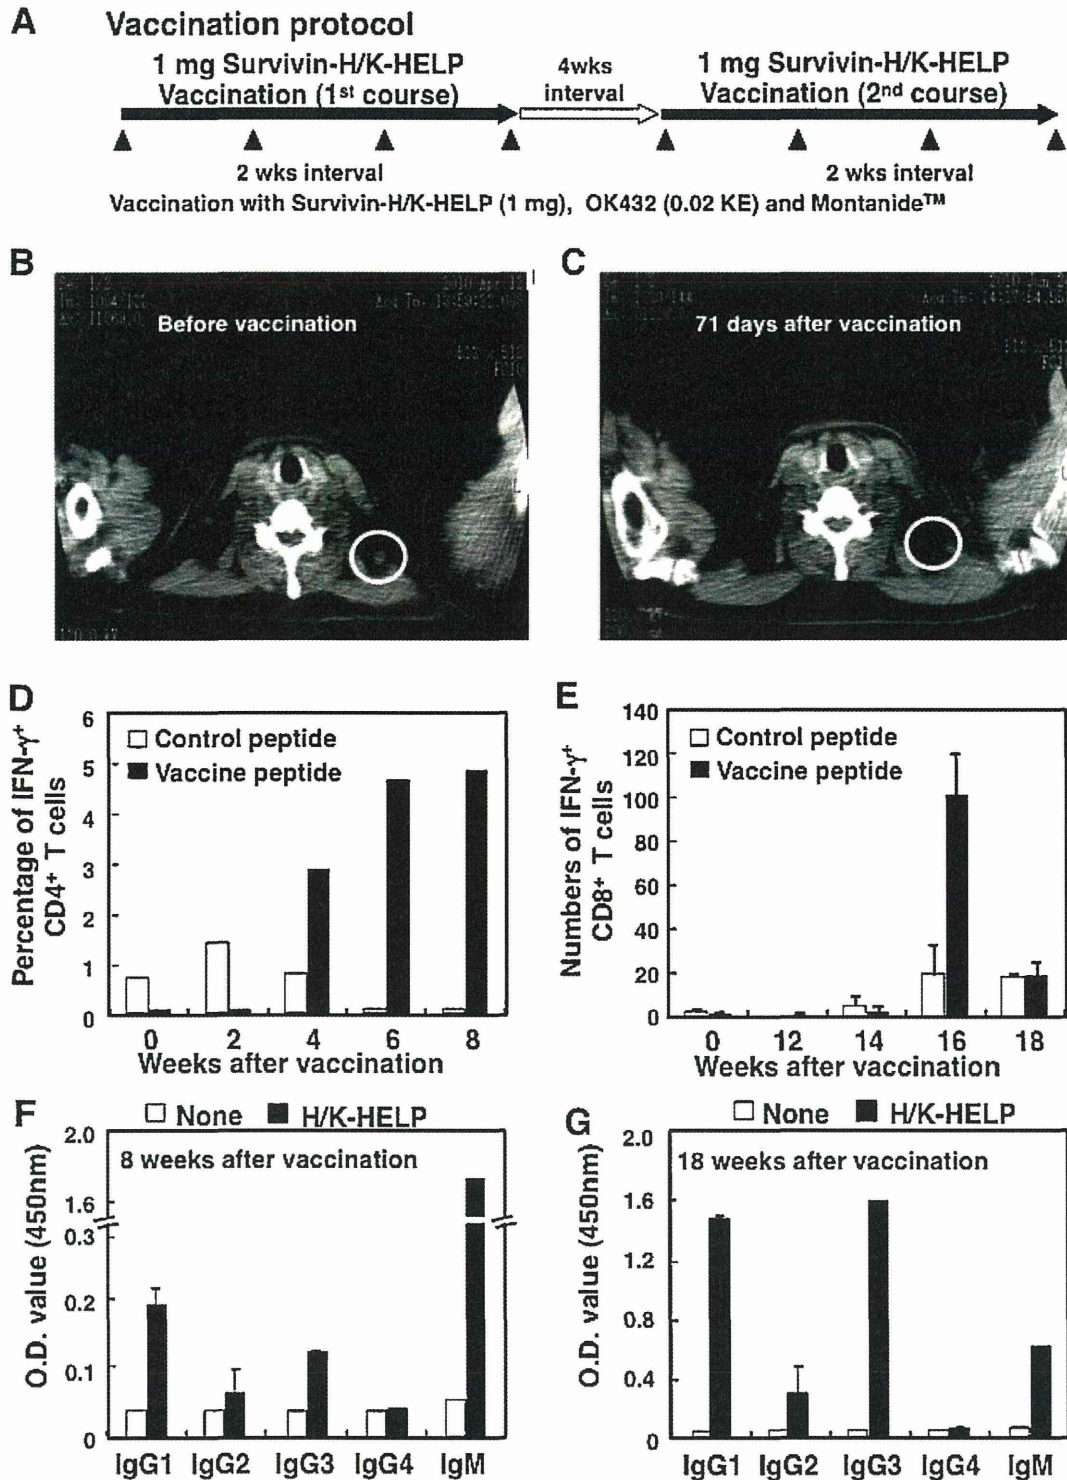 A Vaccination protocol
1 mg Survivin-H/K-HELP
Vaccination (1st course)
4wks
interval
1 mg Survivin-H/K-HELP
Vaccination (2nd course)
2 wks interval
2 wks interval
Vaccination with Survivin-H/K-HELP (1 mg), OK432 (0.02 KE) and Montanide™
B
Before vaccination
C
71 days after vaccination
D
Percentage of IFN-γ+
CD4+ T cells
6
5
4
3
2
1
0
Control peptide
Vaccine peptide
0 2 4 6 8
Weeks after vaccination
E
Numbers of IFN-γ+
CD8+ T cells
140
120
100
80
60
40
20
0
Control peptide
Vaccine peptide
0 12 14 16 18
Weeks after vaccination
F
None H/K-HELP
8 weeks after vaccination
O.D. value (450nm)
2.0
1.6
0.3
0.2
0.1
0
IgG1 IgG2 IgG3 IgG4 IgM
G
None H/K-HELP
18 weeks after vaccination
O.D. value (450nm)
2.0
1.6
1.2
0.8
0.4
0
IgG1 IgG2 IgG3 IgG4 IgM